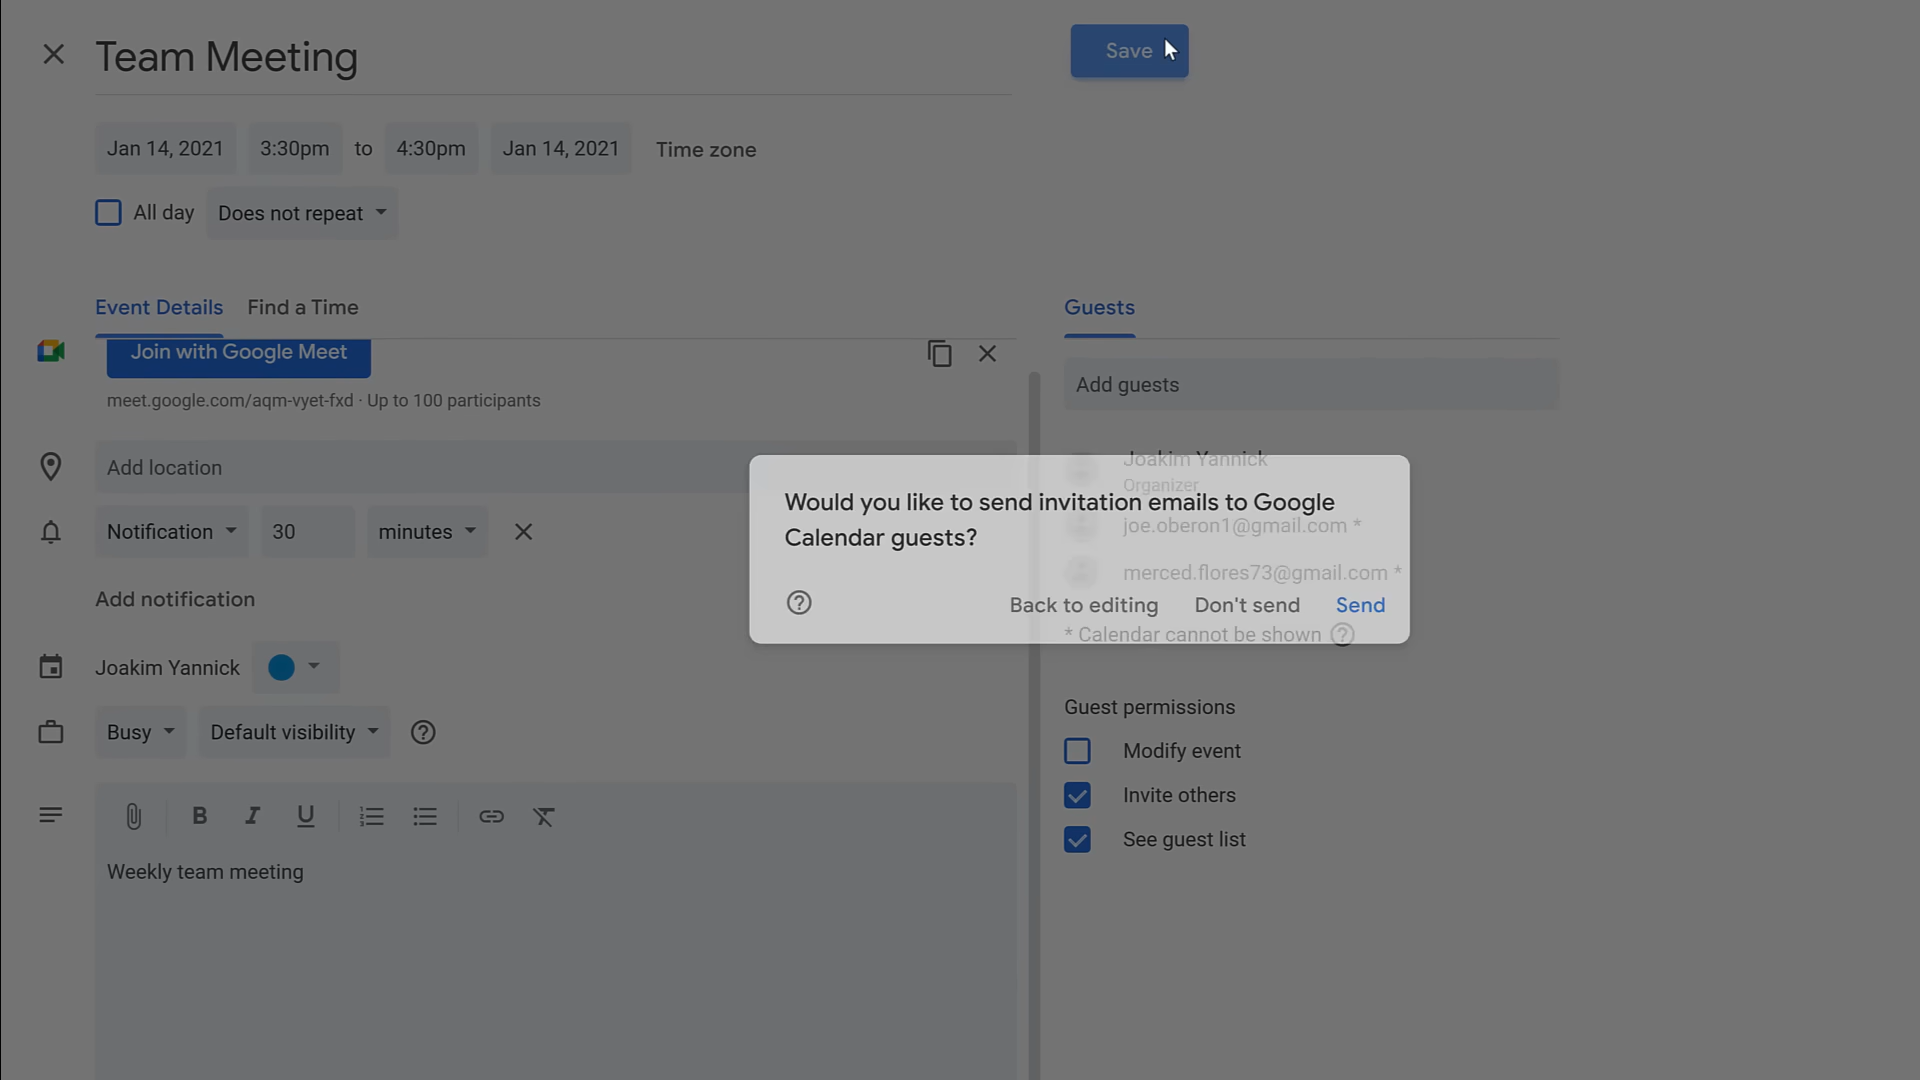 Team Meeting
Save
Jan 14, 2021 3:30pm to 4:30pm Jan 14, 2021 Time zone
All day Does not repeat
Event Details Find a Time
Guests
Join with Google Meet
meet.google.com/aqm-vyet-fxd · Up to 100 participants
Add guests
Add location
Joakim Yannick
Organizer
joe.oberon1@gmail.com *
merced.flores73@gmail.com *
* Calendar cannot be shown
Would you like to send invitation emails to Google
Calendar guests?
Back to editing Don't send Send
Notification 30 minutes
Add notification
Joakim Yannick
Busy Default visibility
Guest permissions
Modify event
Invite others
See guest list
B I U
Weekly team meeting